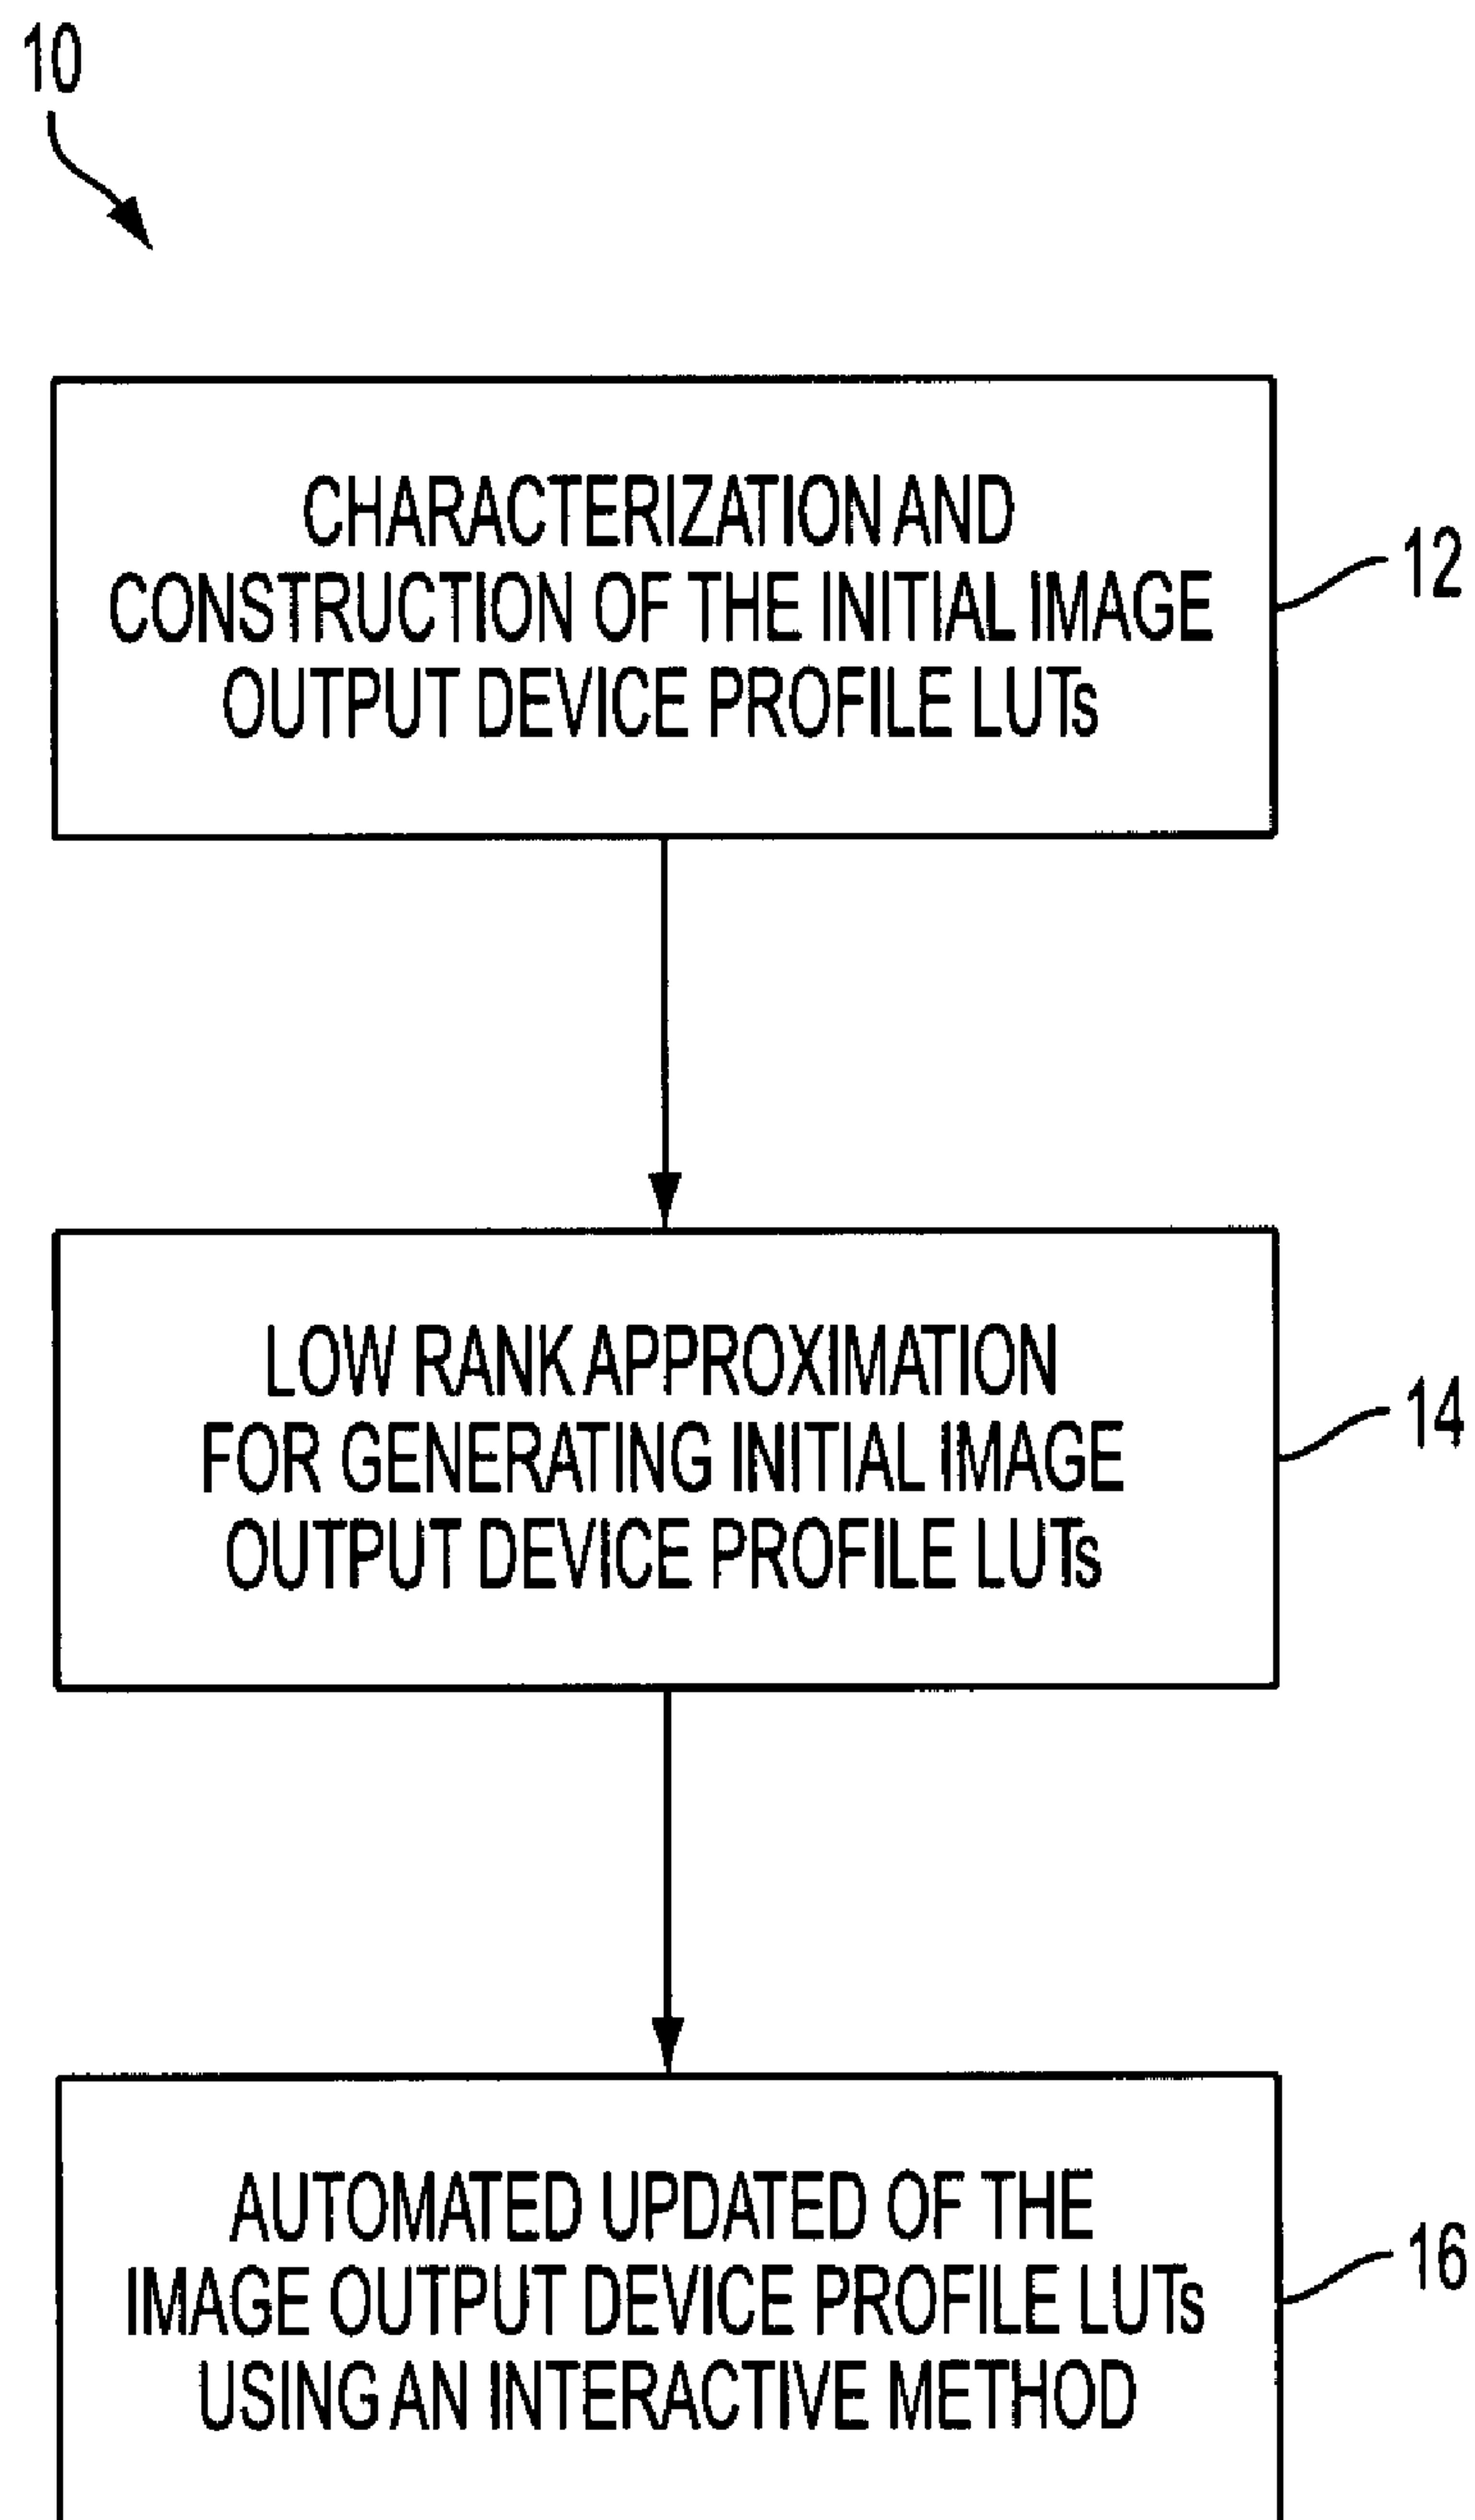 10
CHARACTERIZATION AND
CONSTRUCTION OF THE INITIAL IMAGE
OUTPUT DEVICE PROFILE LUTs
12
LOW RANK APPROXIMATION
FOR GENERATING INITIAL IMAGE
OUTPUT DEVICE PROFILE LUTs
14
AUTOMATED UPDATED OF THE
IMAGE OUTPUT DEVICE PROFILE LUTs
USING AN INTERACTIVE METHOD
16